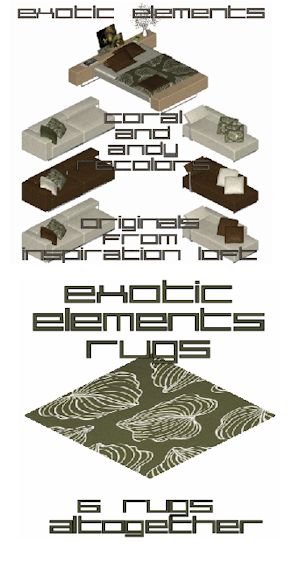 exotic elements
coral
and
andy
recolors
originals
from
inspiration loft
exotic
elements
rugs
6 rugs
altogether